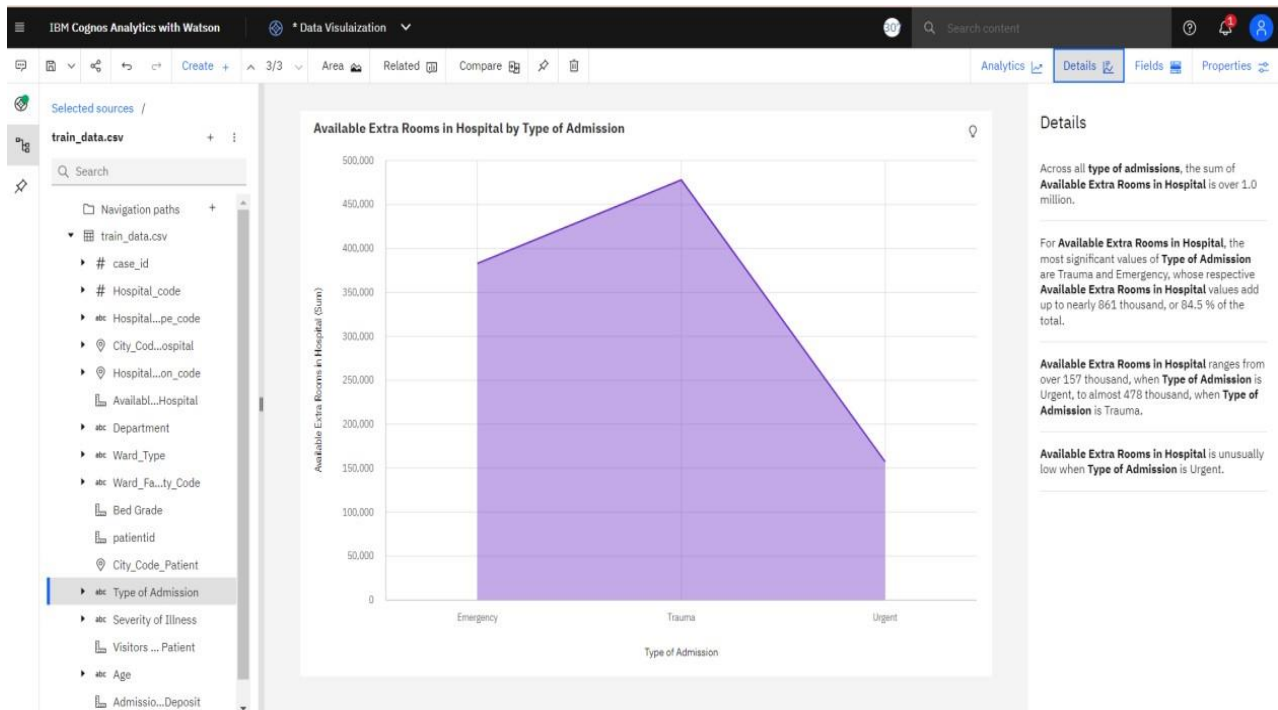 IBM Cognos Analytics with Watson
* Data Visulaization
30
Search content
1
Create +
3/3
Area
Related
Compare
Analytics
Details
Fields
Properties
Selected sources /
train_data.csv
Search
Navigation paths
train_data.csv
# case_id
# Hospital_code
abc Hospital...pe_code
City_Cod...ospital
Hospital...on_code
Availabl...Hospital
abc Department
abc Ward_Type
abc Ward_Fa...ty_Code
Bed Grade
patientid
City_Code_Patient
abc Type of Admission
abc Severity of Illness
Visitors ... Patient
abc Age
Admissio...Deposit
Available Extra Rooms in Hospital by Type of Admission
Available Extra Rooms in Hospital (Sum)
500,000
450,000
400,000
350,000
300,000
250,000
200,000
150,000
100,000
50,000
0
Emergency Trauma Urgent
Type of Admission
Details
Across all type of admissions, the sum of
Available Extra Rooms in Hospital is over 1.0
million.
For Available Extra Rooms in Hospital, the
most significant values of Type of Admission
are Trauma and Emergency, whose respective
Available Extra Rooms in Hospital values add
up to nearly 861 thousand, or 84.5 % of the
total.
Available Extra Rooms in Hospital ranges from
over 157 thousand, when Type of Admission is
Urgent, to almost 478 thousand, when Type of
Admission is Trauma.
Available Extra Rooms in Hospital is unusually
low when Type of Admission is Urgent.